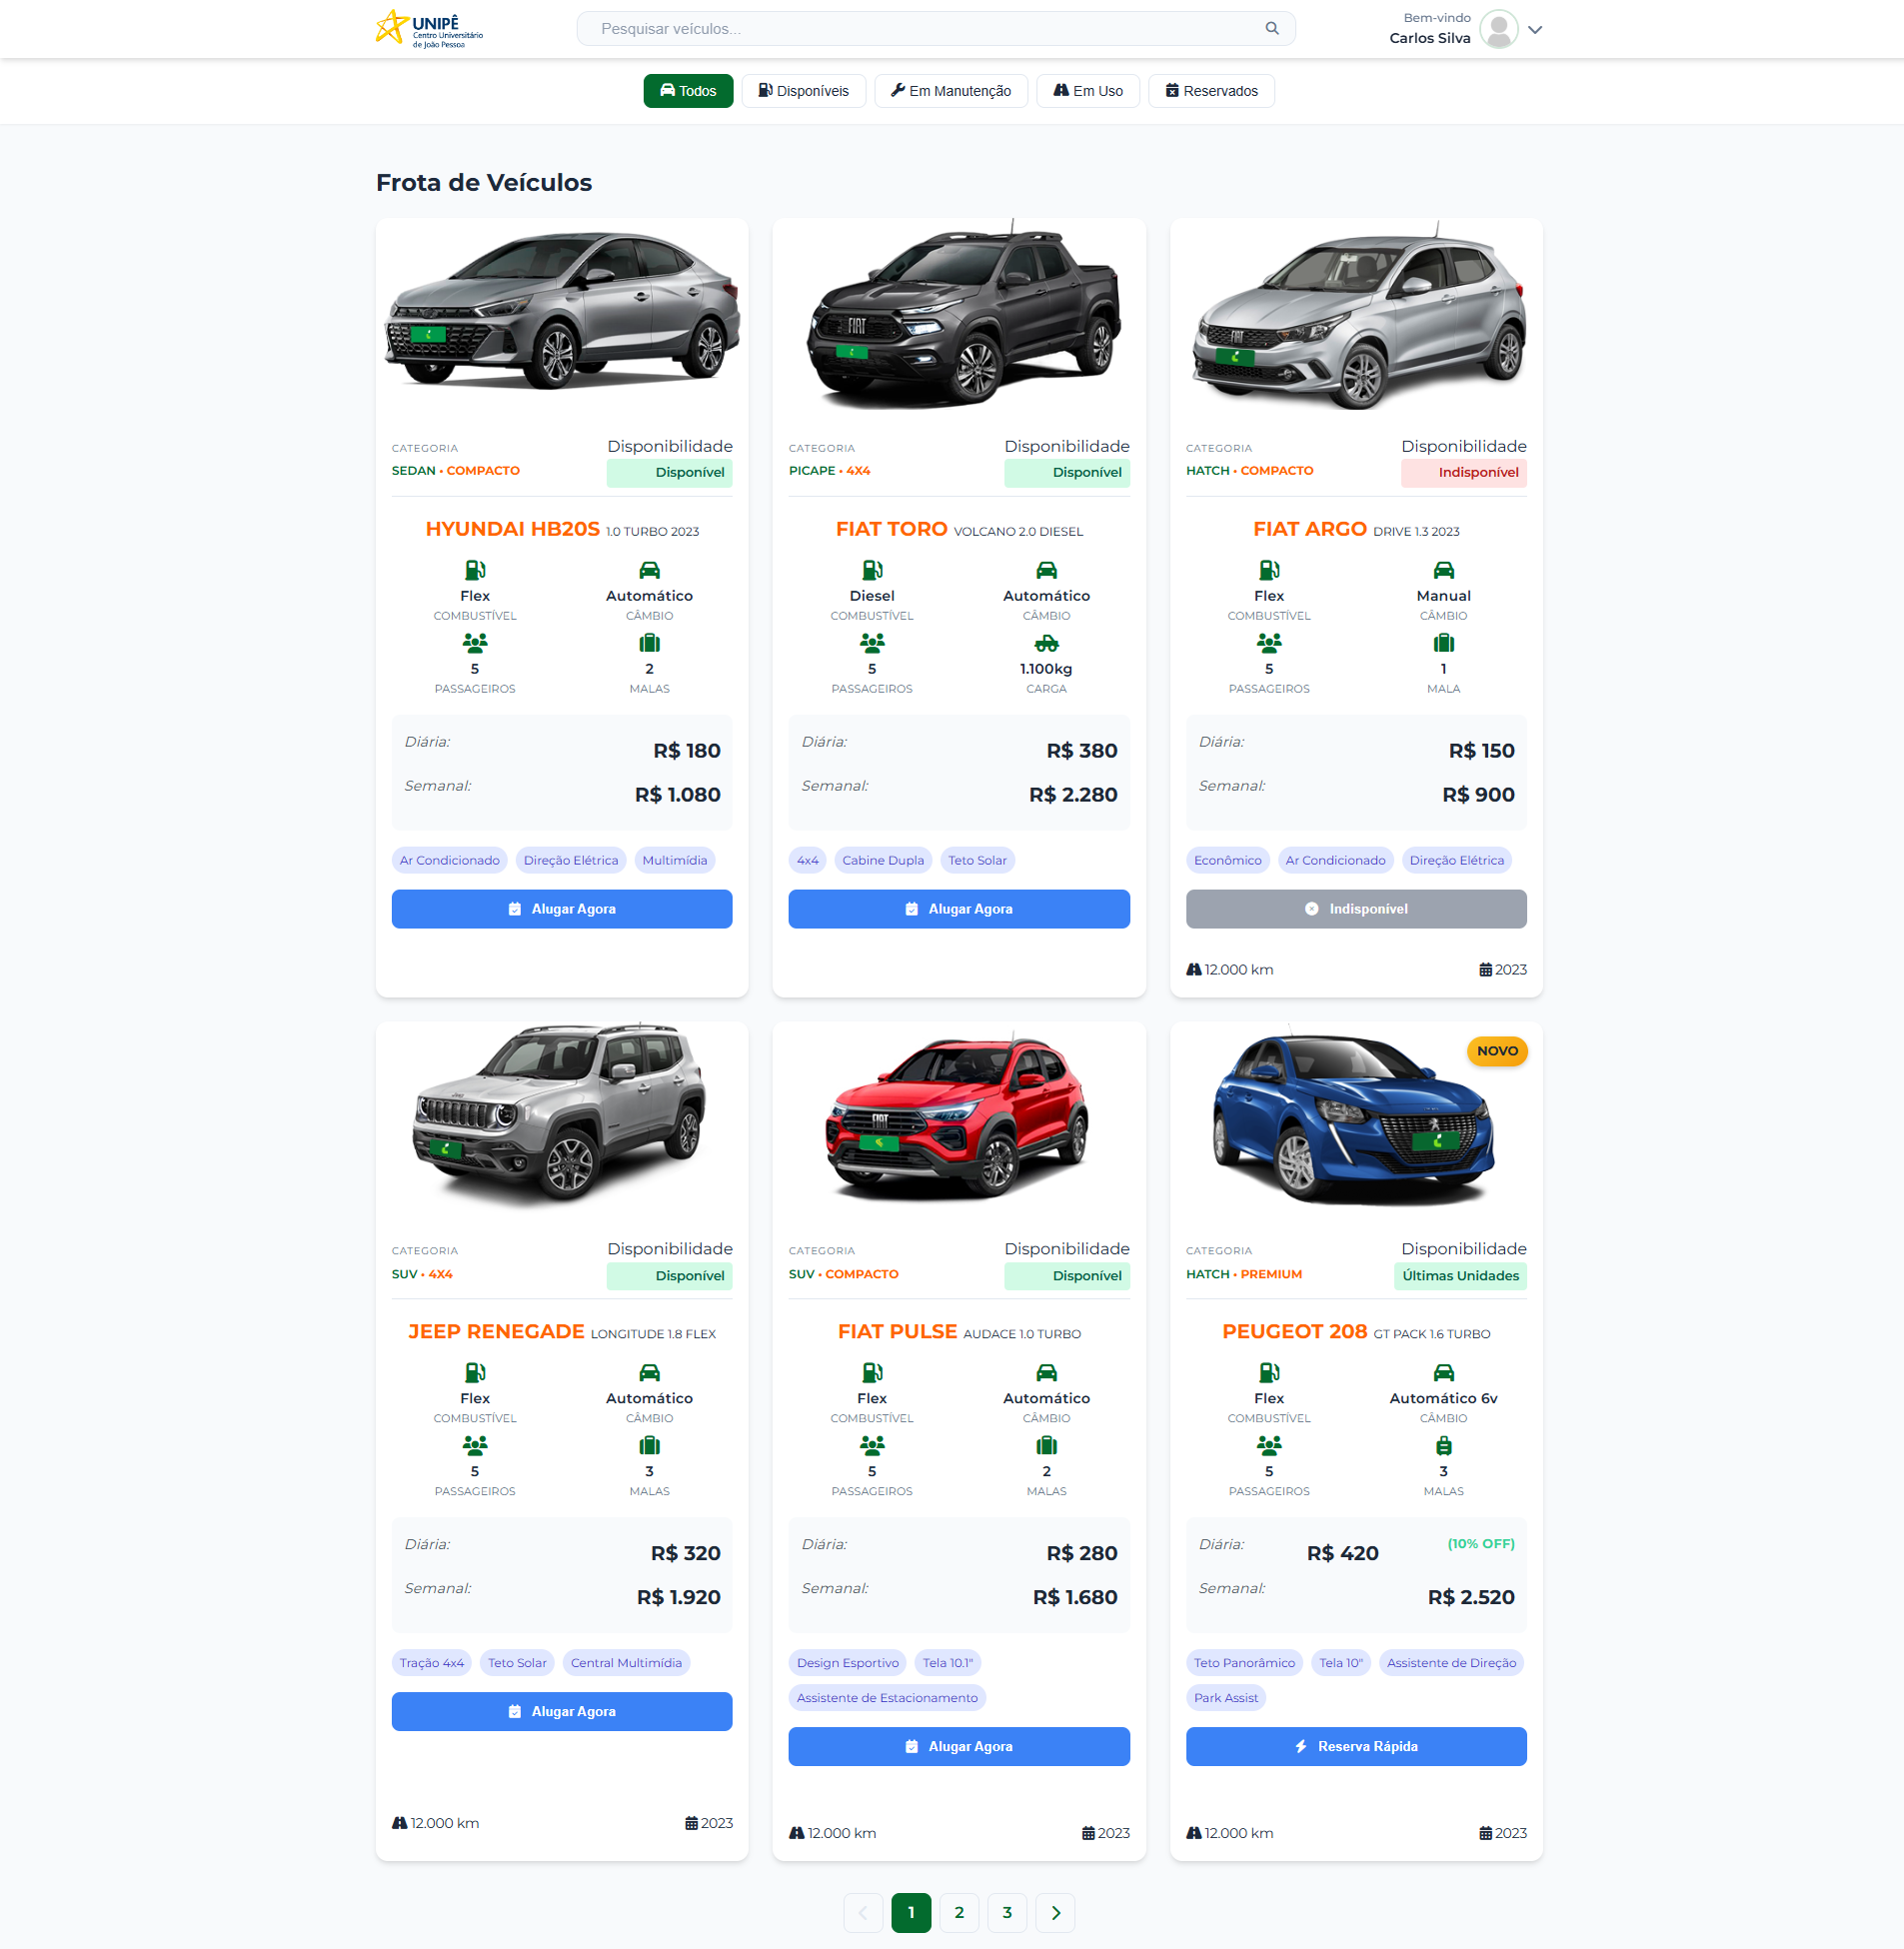 UNIPÊ
Centro Universitário
de João Pessoa
Pesquisar veículos...
Bem-vindo
Carlos Silva
Todos
Disponíveis
Em Manutenção
Em Uso
Reservados
Frota de Veículos
CATEGORIA
Disponibilidade
SEDAN • COMPACTO
Disponível
HYUNDAI HB20S 1.0 TURBO 2023
Flex
Automático
COMBUSTÍVEL
CÂMBIO
5
2
PASSAGEIROS
MALAS
Diária:
R$ 180
Semanal:
R$ 1.080
Ar Condicionado
Direção Elétrica
Multimídia
Alugar Agora
FIAT
CATEGORIA
Disponibilidade
PICAPE • 4X4
Disponível
FIAT TORO VOLCANO 2.0 DIESEL
Diesel
Automático
COMBUSTÍVEL
CÂMBIO
5
1.100kg
PASSAGEIROS
CARGA
Diária:
R$ 380
Semanal:
R$ 2.280
4x4
Cabine Dupla
Teto Solar
Alugar Agora
FIAT
CATEGORIA
Disponibilidade
HATCH • COMPACTO
Indisponível
FIAT ARGO DRIVE 1.3 2023
Flex
Manual
COMBUSTÍVEL
CÂMBIO
5
1
PASSAGEIROS
MALA
Diária:
R$ 150
Semanal:
R$ 900
Econômico
Ar Condicionado
Direção Elétrica
Indisponível
12.000 km
2023
Jeep
CATEGORIA
Disponibilidade
SUV • 4X4
Disponível
JEEP RENEGADE LONGITUDE 1.8 FLEX
Flex
Automático
COMBUSTÍVEL
CÂMBIO
5
3
PASSAGEIROS
MALAS
Diária:
R$ 320
Semanal:
R$ 1.920
Tração 4x4
Teto Solar
Central Multimídia
Alugar Agora
12.000 km
2023
FIAT
CATEGORIA
Disponibilidade
SUV • COMPACTO
Disponível
FIAT PULSE AUDACE 1.0 TURBO
Flex
Automático
COMBUSTÍVEL
CÂMBIO
5
2
PASSAGEIROS
MALAS
Diária:
R$ 280
Semanal:
R$ 1.680
Design Esportivo
Tela 10.1"
Assistente de Estacionamento
Alugar Agora
12.000 km
2023
NOVO
CATEGORIA
Disponibilidade
HATCH • PREMIUM
Últimas Unidades
PEUGEOT 208 GT PACK 1.6 TURBO
Flex
Automático 6v
COMBUSTÍVEL
CÂMBIO
5
3
PASSAGEIROS
MALAS
Diária:
R$ 420
(10% OFF)
Semanal:
R$ 2.520
Teto Panorâmico
Tela 10"
Assistente de Direção
Park Assist
Reserva Rápida
12.000 km
2023
1
2
3